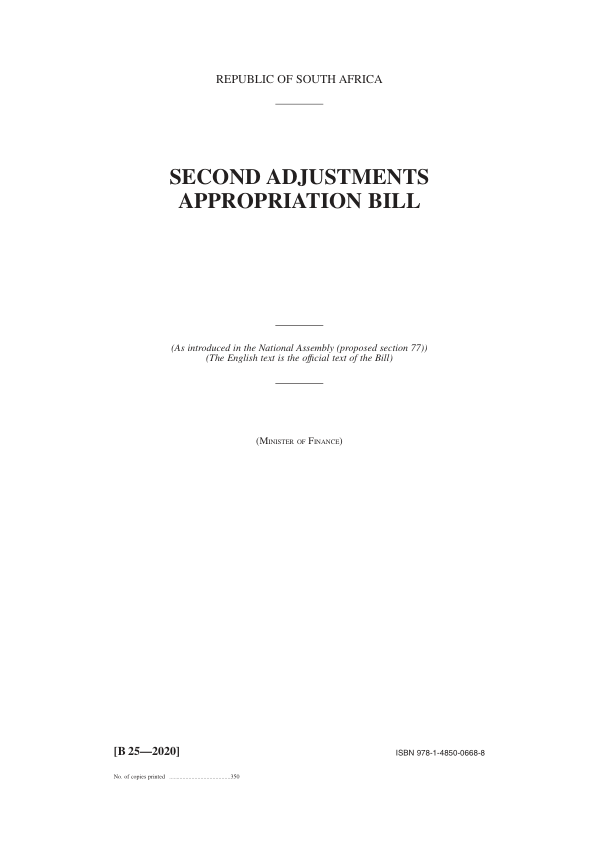 REPUBLIC OF SOUTH AFRICA
SECOND ADJUSTMENTS
APPROPRIATION BILL
(As introduced in the National Assembly (proposed section 77))
(The English text is the official text of the Bill)
(Minister of Finance)
[B 25—2020]
ISBN 978-1-4850-0668-8
No. of copies printed .........................................350